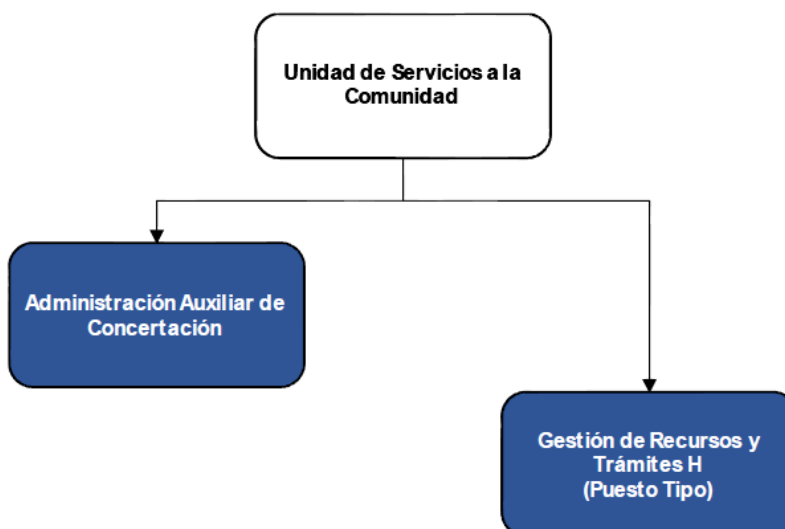 Unidad de Servicios a la
Comunidad
Administración Auxiliar de
Concertación
Gestión de Recursos y
Trámites H
(Puesto Tipo)